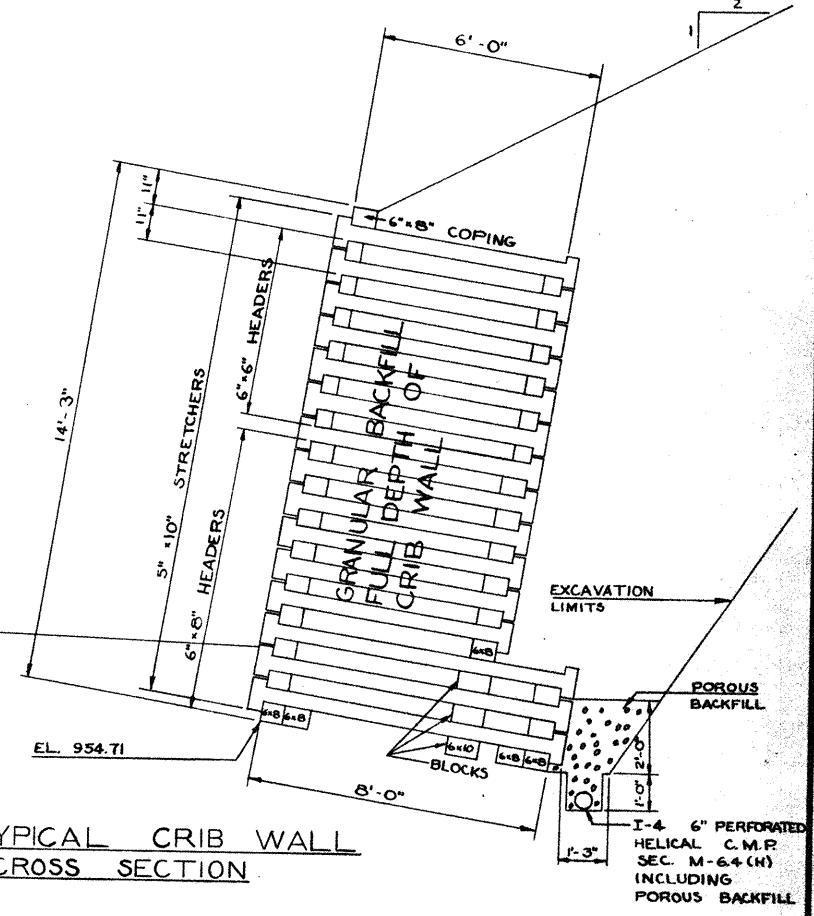 2
1
6'-0"
11"
11"
6"x8" COPING
6"x6" HEADERS
14'-3"
5" x10" STRETCHERS
6"x8" HEADERS
GRANULAR BACKFILL
FULL DEPTH OF
CRIB WALL
EXCAVATION
LIMITS
6x8
POROUS
BACKFILL
6x8 6x8
EL. 954.71
6x10
BLOCKS
6x8 6x8
2'-0"
1'-0"
8'-0"
1'-3"
I-4 6" PERFORATED
HELICAL C.M.P.
SEC. M-6.4(H)
INCLUDING
POROUS BACKFILL
YPICAL CRIB WALL
CROSS SECTION